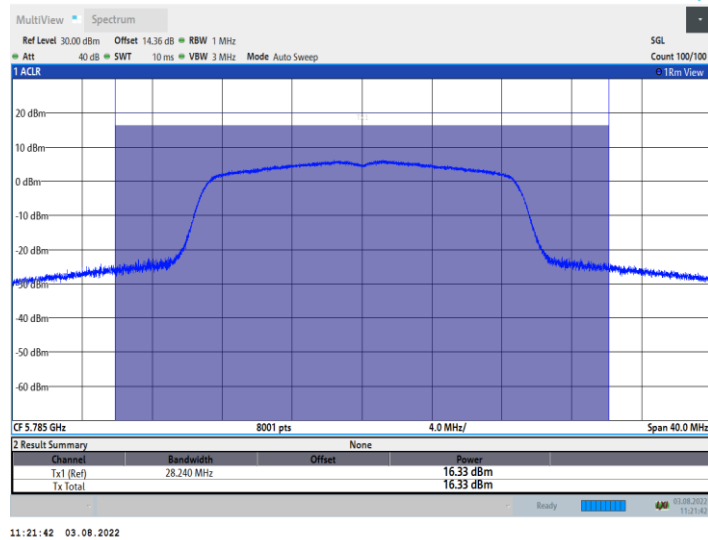 MultiView Spectrum
Ref Level 30.00 dBm Offset 14.36 dB RBW 1 MHz SGL
Att 40 dB SWT 10 ms VBW 3 MHz Mode Auto Sweep Count 100/100
1 ACLR 1Rm View
20 dBm
10 dBm
0 dBm
-10 dBm
-20 dBm
-30 dBm
-40 dBm
-50 dBm
-60 dBm
CF 5.785 GHz 8001 pts 4.0 MHz/ Span 40.0 MHz
2 Result Summary None
Channel Bandwidth Offset Power
Tx1 (Ref) 28.240 MHz 16.33 dBm
Tx Total 16.33 dBm
Ready 03.08.2022
11:21:42
11:21:42 03.08.2022